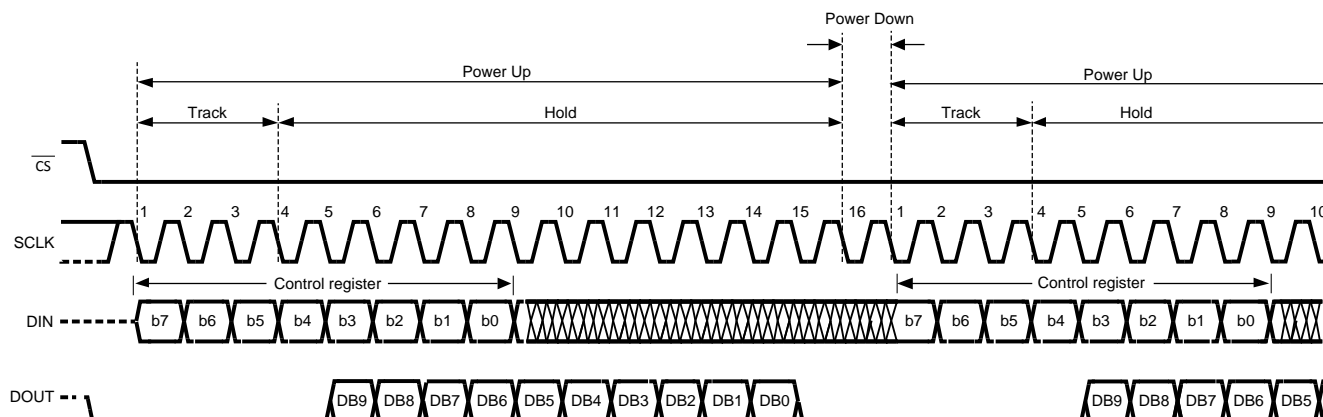 Power Down
Power Up
Power Up
Track
Hold
Track
Hold
CS
1 2 3 4 5 6 7 8 9 10 11 12 13 14 15 16 1 2 3 4 5 6 7 8 9 10
SCLK
Control register
Control register
DIN
b7 b6 b5 b4 b3 b2 b1 b0 b7 b6 b5 b4 b3 b2 b1 b0
DOUT
DB9 DB8 DB7 DB6 DB5 DB4 DB3 DB2 DB1 DB0 DB9 DB8 DB7 DB6 DB5